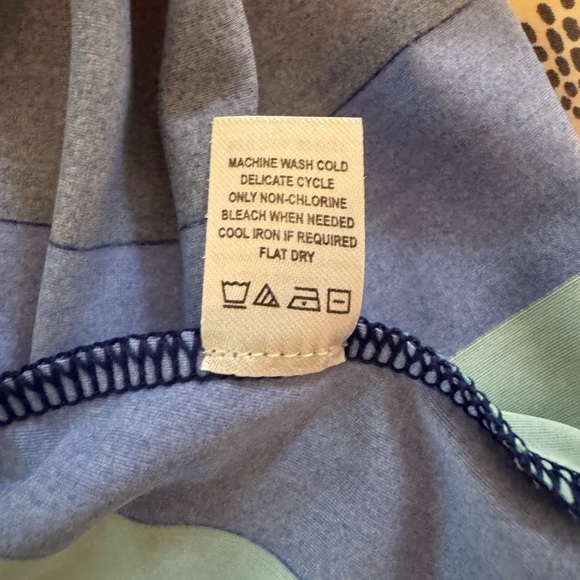 MACHINE WASH COLD
DELICATE CYCLE
ONLY NON-CHLORINE
BLEACH WHEN NEEDED
COOL IRON IF REQUIRED
FLAT DRY